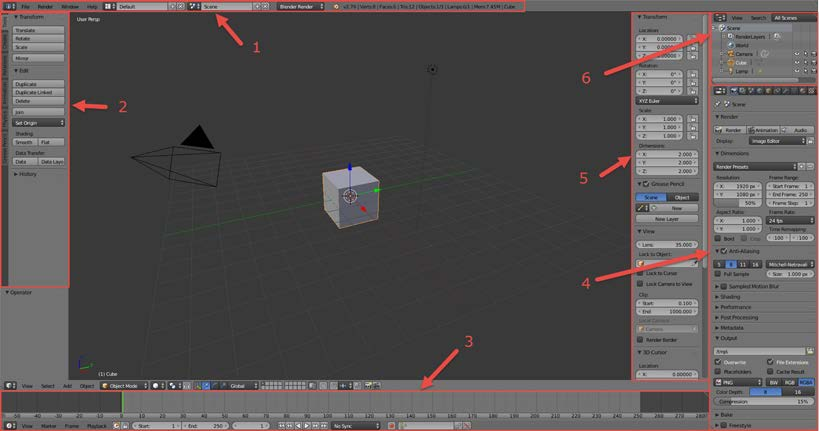 File Render Window Help Default Scene Blender Render v2.76 | Verts:8 | Faces:6 | Tris:12 | Objects:1/3 | Lamps:0/1 | Mem:7.65M | Cube
1
Tools
Create
Relations
Animation
Physics
Grease Pencil
Transform
Translate
Rotate
Scale
Mirror
Edit
Duplicate
Duplicate Linked
Delete
Join
Set Origin
Shading:
Smooth Flat
Data Transfer:
Data Data Layo
History
Operator
2
User Persp
(1) Cube
View Select Add Object Object Mode Global
3
-50 -40 -30 -20 -10 0 10 20 30 40 50 60 70 80 90 100 110 120 130 140 150 160 170 180 190 200 210 220 230 240 250 260 270 280
View Marker Frame Playback Start: 1 End: 250 1 No Sync
Transform
Location:
X: 0.00000
Y: 0.00000
Z: 0.00000
Rotation:
X: 0°
Y: 0°
Z: 0°
XYZ Euler
Scale:
X: 1.000
Y: 1.000
Z: 1.000
Dimensions:
X: 2.000
Y: 2.000
Z: 2.000
Grease Pencil
Scene Object
New
New Layer
View
Lens: 35.000
Lock to Object:
Lock to Cursor
Lock Camera to View
Clip:
Start: 0.100
End: 1000.000
Local Camera:
Camera
Render Border
3D Cursor
Location:
X: 0.00000
5
6
4
View Search All Scenes
Scene
RenderLayers
World
Camera
Cube
Lamp
Scene
Render
Render Animation Audio
Display: Image Editor
Dimensions
Render Presets
Resolution: Frame Range:
X: 1920 px Start Frame: 1
Y: 1080 px End Frame: 250
50% Frame Step: 1
Aspect Ratio: Frame Rate:
X: 1.000 24 fps
Y: 1.000 Time Remapping:
Bord Crop :100 :100
Anti-Aliasing
5 8 11 16 Mitchell-Netravali
Full Sample Size: 1.000 px
Sampled Motion Blur
Shading
Performance
Post Processing
Metadata
Output
/tmp\
Overwrite File Extensions
Placeholders Cache Result
PNG BW RGB RGBA
Color Depth: 8 16
Compression: 15%
Bake
Freestyle